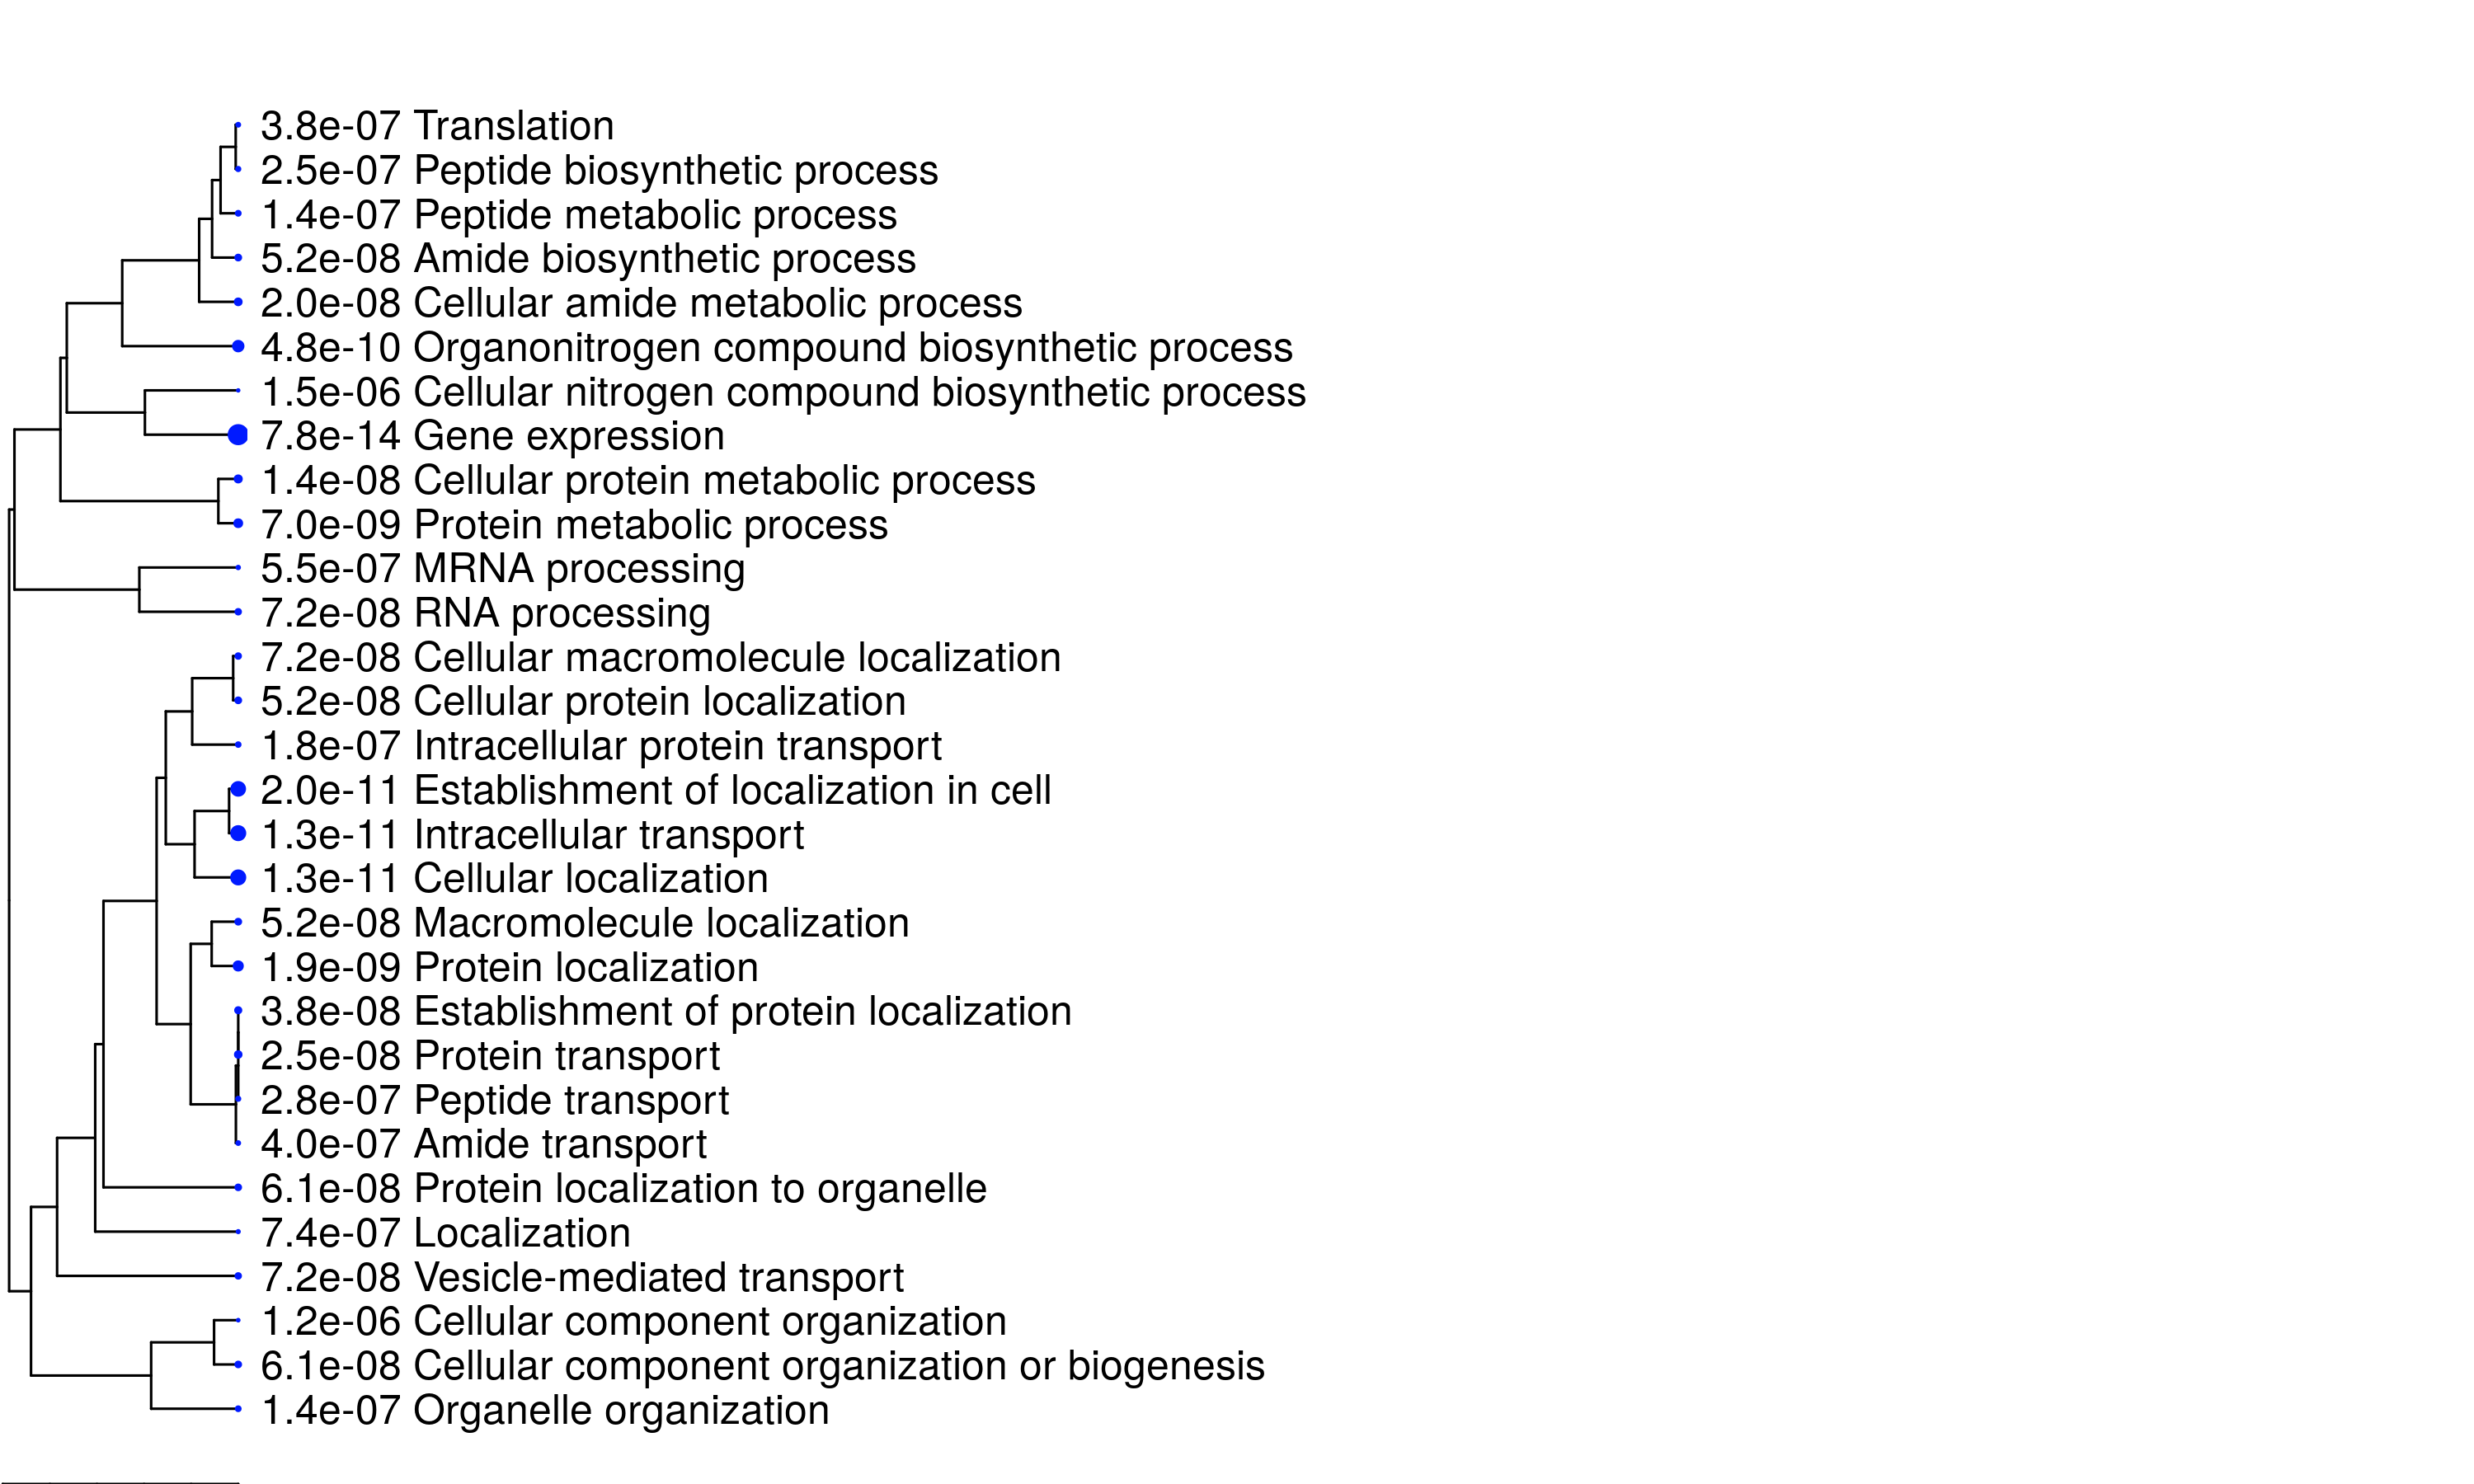 3.8e-07 Translation
2.5e-07 Peptide biosynthetic process
1.4e-07 Peptide metabolic process
5.2e-08 Amide biosynthetic process
2.0e-08 Cellular amide metabolic process
4.8e-10 Organonitrogen compound biosynthetic process
1.5e-06 Cellular nitrogen compound biosynthetic process
7.8e-14 Gene expression
1.4e-08 Cellular protein metabolic process
7.0e-09 Protein metabolic process
5.5e-07 MRNA processing
7.2e-08 RNA processing
7.2e-08 Cellular macromolecule localization
5.2e-08 Cellular protein localization
1.8e-07 Intracellular protein transport
2.0e-11 Establishment of localization in cell
1.3e-11 Intracellular transport
1.3e-11 Cellular localization
5.2e-08 Macromolecule localization
1.9e-09 Protein localization
3.8e-08 Establishment of protein localization
2.5e-08 Protein transport
2.8e-07 Peptide transport
4.0e-07 Amide transport
6.1e-08 Protein localization to organelle
7.4e-07 Localization
7.2e-08 Vesicle-mediated transport
1.2e-06 Cellular component organization
6.1e-08 Cellular component organization or biogenesis
1.4e-07 Organelle organization